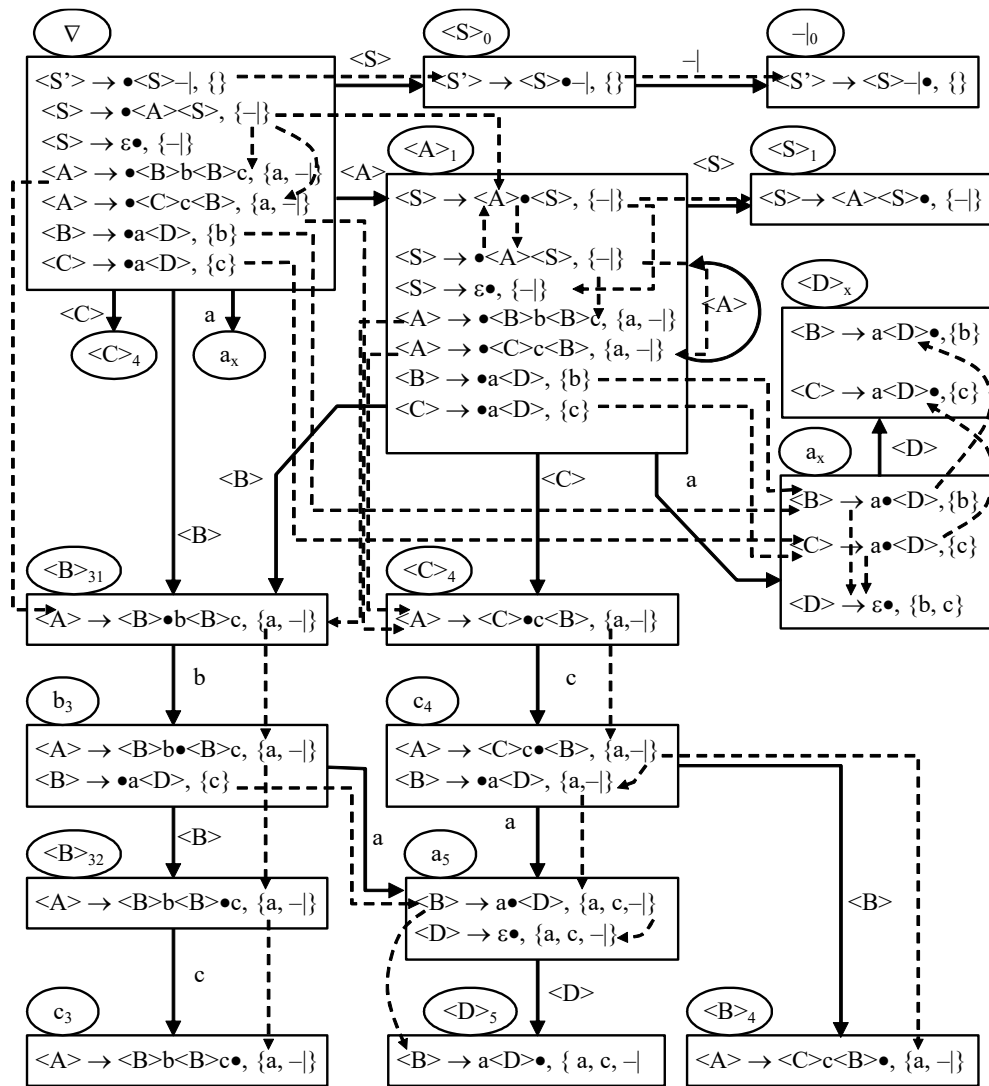 ∇
<S>₀
–|₀
<S>
–|
<S'> → ●<S>–|, {}
<S> → ●<A><S>, {–|}
<S> → ε●, {–|}
<A> → ●<B>b<B>c, {a, –|}
<A> → ●<C>c<B>, {a, –|}
<B> → ●a<D>, {b}
<C> → ●a<D>, {c}
<S'> → <S>●–|, {}
<S'> → <S>–|●, {}
<A>
<A>₁
<S>
<S>₁
<S> → <A>●<S>, {–|}
<S> → ●<A><S>, {–|}
<S> → ε●, {–|}
<A> → ●<B>b<B>c, {a, –|}
<A> → ●<C>c<B>, {a, –|}
<B> → ●a<D>, {b}
<C> → ●a<D>, {c}
<S> → <A><S>●, {–|}
<A>
<D>ₓ
<B> → a<D>●, {b}
<C> → a<D>●, {c}
<C>
a
<C>₄
aₓ
<D>
aₓ
<B> → a●<D>, {b}
<C> → a●<D>, {c}
<D> → ε●, {b, c}
<B>
<B>
<C>
a
<B>₃₁
<A> → <B>●b<B>c, {a, –|}
<C>₄
<A> → <C>●c<B>, {a,–|}
b
c
b₃
<A> → <B>b●<B>c, {a, –|}
<B> → ●a<D>, {c}
c₄
<A> → <C>c●<B>, {a,–|}
<B> → ●a<D>, {a,–|}
<B>
a
a
<B>
<B>₃₂
<A> → <B>b<B>●c, {a, –|}
a₅
<B> → a●<D>, {a, c,–|}
<D> → ε●, {a, c, –|}
c
<D>
c₃
<A> → <B>b<B>c●, {a, –|}
<D>₅
<B> → a<D>●, { a, c, –|
<B>₄
<A> → <C>c<B>●, {a, –|}